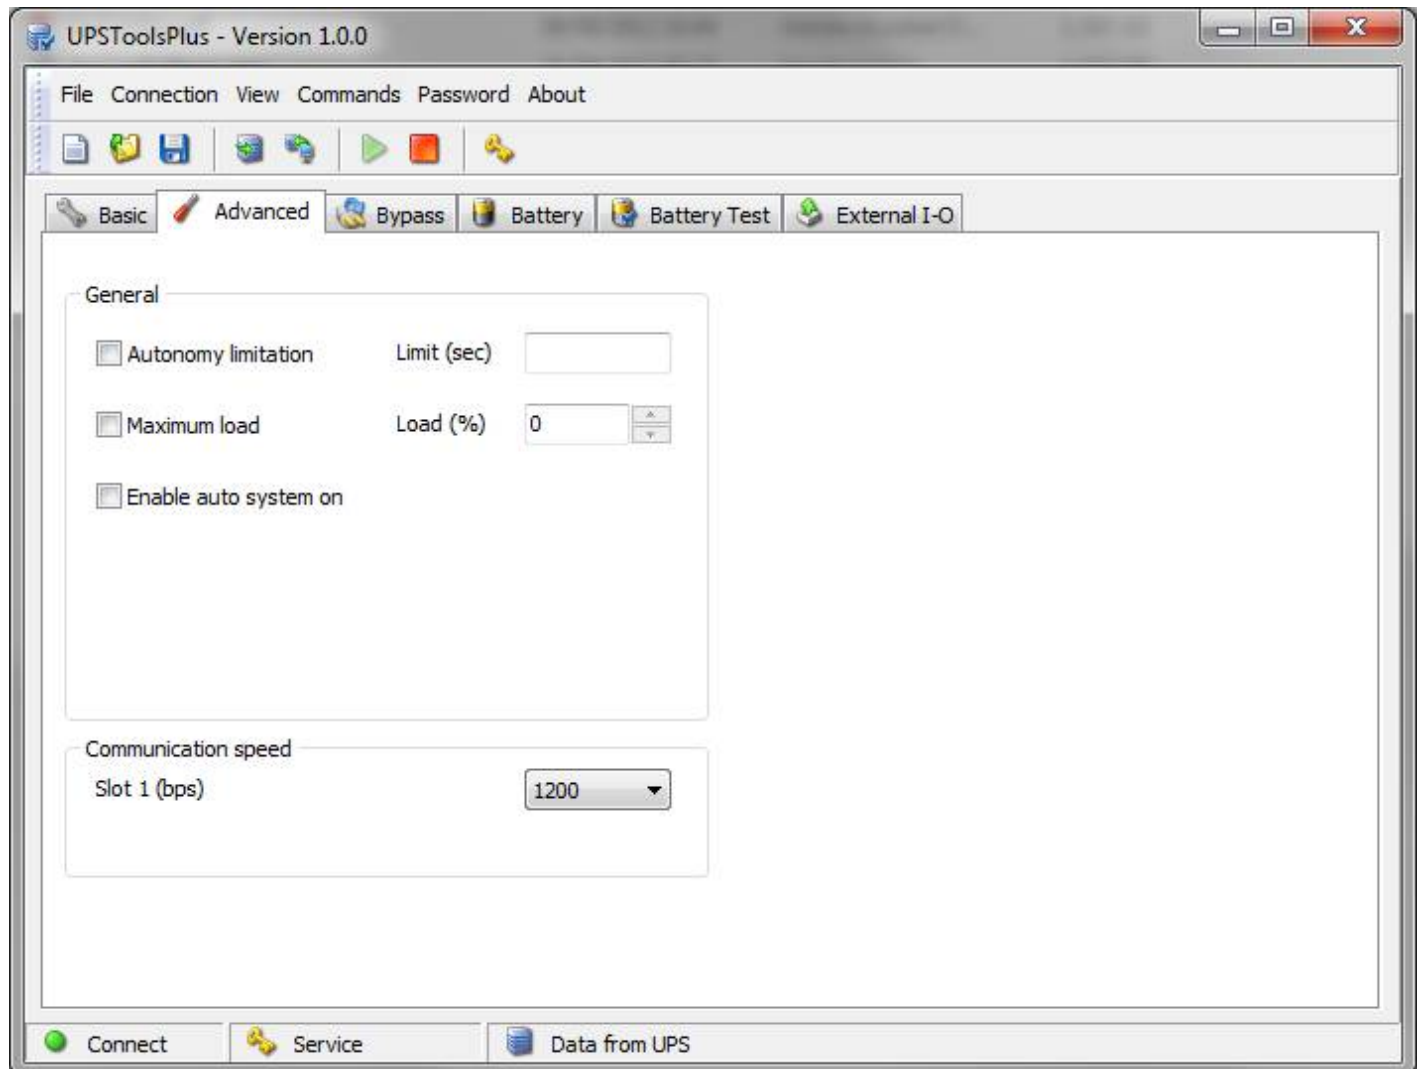 UPSToolsPlus - Version 1.0.0
File Connection View Commands Password About
Basic Advanced Bypass Battery Battery Test External I-O
General
Autonomy limitation Limit (sec)
Maximum load Load (%) 0
Enable auto system on
Communication speed
Slot 1 (bps) 1200
Connect Service Data from UPS